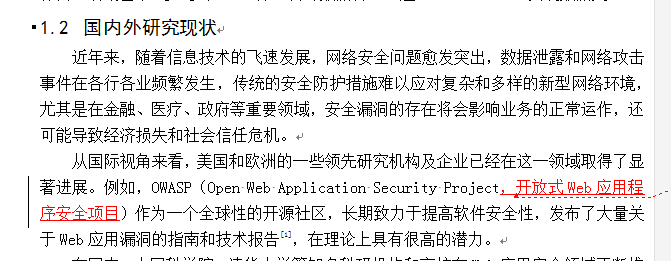 1.2 国内外研究现状
近年来，随着信息技术的飞速发展，网络安全问题愈发突出，数据泄露和网络攻击
事件在各行各业频繁发生，传统的安全防护措施难以应对复杂和多样的新型网络环境，
尤其是在金融、医疗、政府等重要领域，安全漏洞的存在将会影响业务的正常运作，还
可能导致经济损失和社会信任危机。
从国际视角来看，美国和欧洲的一些领先研究机构及企业已经在这一领域取得了显
著进展。例如，OWASP（Open Web Application Security Project，开放式Web应用程
序安全项目）作为一个全球性的开源社区，长期致力于提高软件安全性，发布了大量关
于Web应用漏洞的指南和技术报告[1]，在理论上具有很高的潜力。